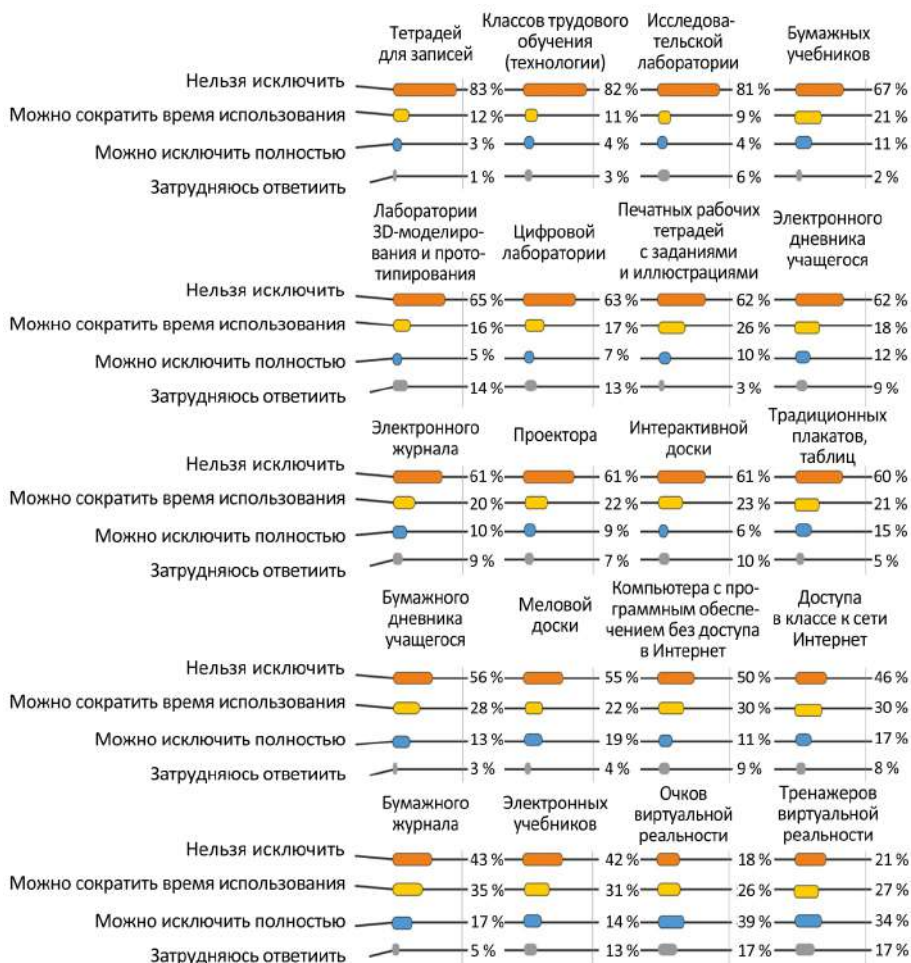 Тетрадей
для записей
Классов трудового
обучения
(технологии)
Исследова-
тельской
лаборатории
Бумажных
учебников
Нельзя исключить 83 % 82 % 81 % 67 %
Можно сократить время использования 12 % 11 % 9 % 21 %
Можно исключить полностью 3 % 4 % 4 % 11 %
Затрудняюсь ответиить 1 % 3 % 6 % 2 %
Лаборатории
3D-моделиро-
вания и прото-
типирования
Цифровой
лаборатории
Печатных рабочих
тетрадей
с заданиями
и иллюстрациями
Электронного
дневника
учащегося
Нельзя исключить 65 % 63 % 62 % 62 %
Можно сократить время использования 16 % 17 % 26 % 18 %
Можно исключить полностью 5 % 7 % 10 % 12 %
Затрудняюсь ответиить 14 % 13 % 3 % 9 %
Электронного
журнала
Проектора
Интерактивной
доски
Традиционных
плакатов,
таблиц
Нельзя исключить 61 % 61 % 61 % 60 %
Можно сократить время использования 20 % 22 % 23 % 21 %
Можно исключить полностью 10 % 9 % 6 % 15 %
Затрудняюсь ответиить 9 % 7 % 10 % 5 %
Бумажного
дневника
учащегося
Меловой
доски
Компьютера с про-
граммным обеспе-
чением без доступа
в Интернет
Доступа
в классе к сети
Интернет
Нельзя исключить 56 % 55 % 50 % 46 %
Можно сократить время использования 28 % 22 % 30 % 30 %
Можно исключить полностью 13 % 19 % 11 % 17 %
Затрудняюсь ответиить 3 % 4 % 9 % 8 %
Бумажного
журнала
Электронных
учебников
Очков
виртуальной
реальности
Тренажеров
виртуальной
реальности
Нельзя исключить 43 % 42 % 18 % 21 %
Можно сократить время использования 35 % 31 % 26 % 27 %
Можно исключить полностью 17 % 14 % 39 % 34 %
Затрудняюсь ответиить 5 % 13 % 17 % 17 %